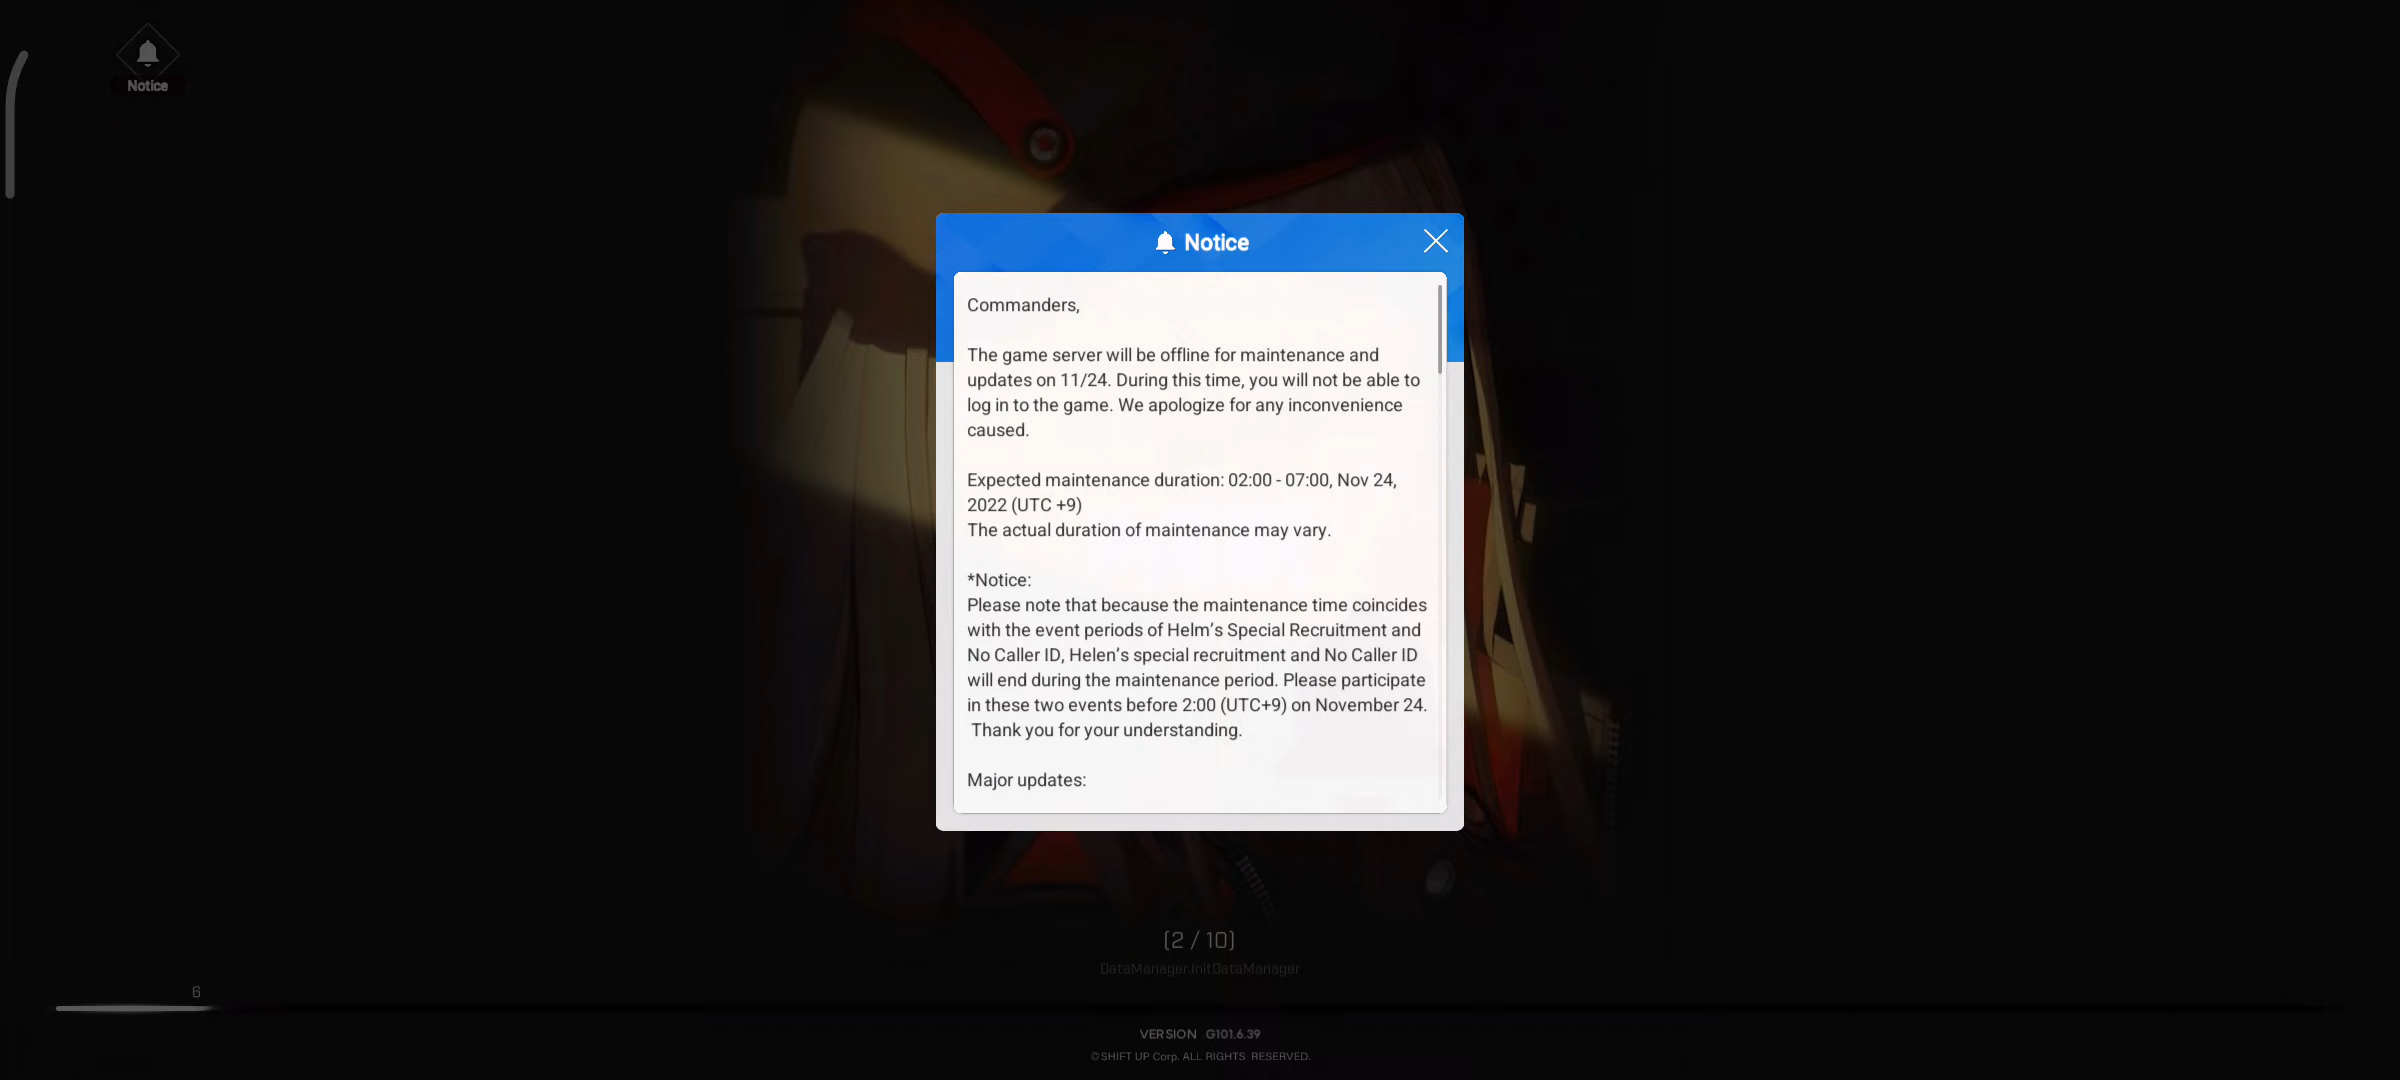 Notice
Notice
Commanders,
The game server will be offline for maintenance and
updates on 11/24. During this time, you will not be able to
log in to the game. We apologize for any inconvenience
caused.
Expected maintenance duration: 02:00 - 07:00, Nov 24,
2022 (UTC +9)
The actual duration of maintenance may vary.
*Notice:
Please note that because the maintenance time coincides
with the event periods of Helm’s Special Recruitment and
No Caller ID, Helen’s special recruitment and No Caller ID
will end during the maintenance period. Please participate
in these two events before 2:00 (UTC+9) on November 24.
Thank you for your understanding.
Major updates:
[2 / 10]
DataManager.InitDataManager
6
VERSION G101.6.39
©SHIFT UP Corp. ALL RIGHTS RESERVED.